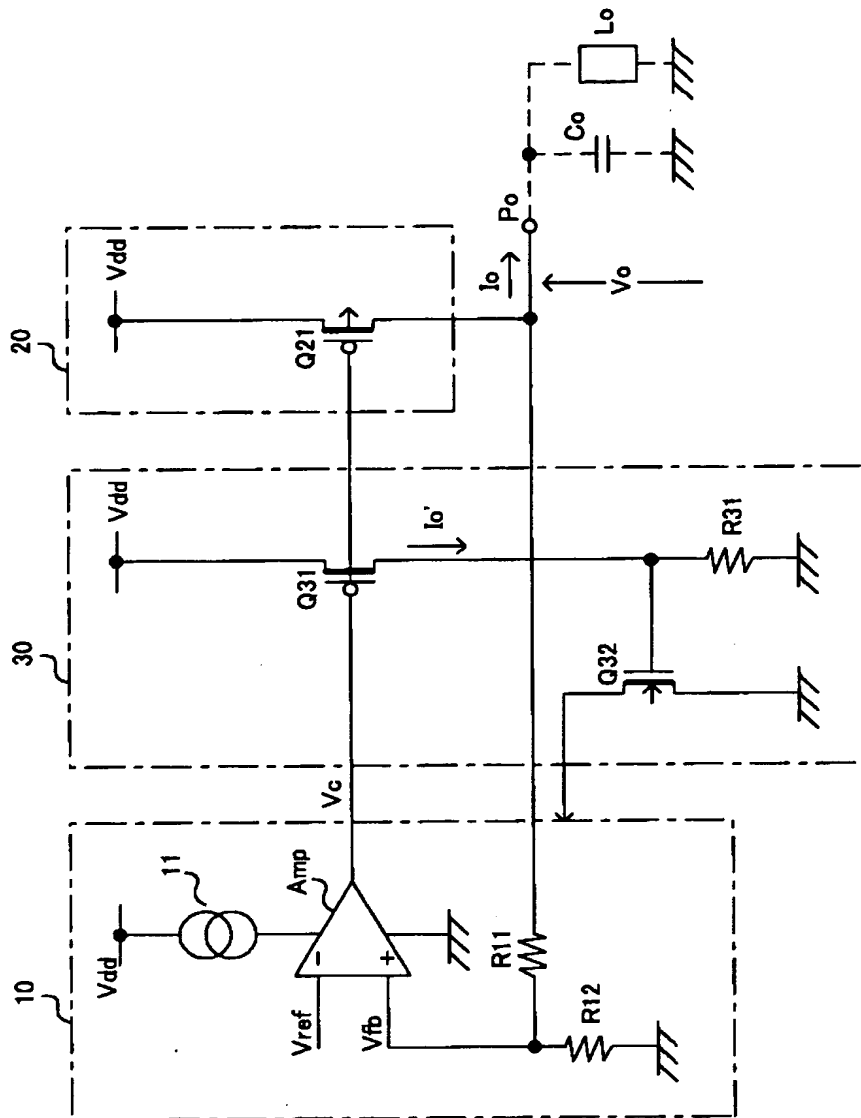 10
Vdd
11
Amp
Vref
−
Vfb
+
R11
R12
Vc
30
Vdd
Q31
Io'
Q32
R31
20
Vdd
Q21
Io
Vo
Po
Co
Lo